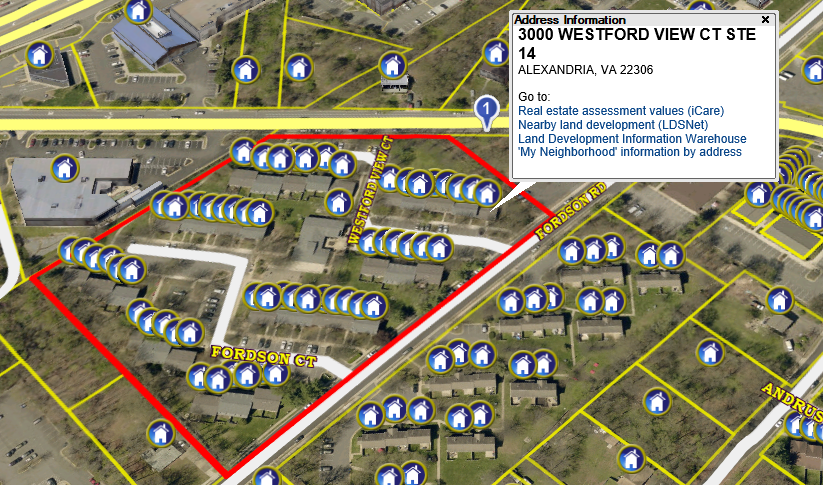 Address Information
3000 WESTFORD VIEW CT STE
14
ALEXANDRIA, VA 22306
Go to:
Real estate assessment values (iCare)
Nearby land development (LDSNet)
Land Development Information Warehouse
'My Neighborhood' information by address
1
WESTFORD VIEW CT
FORDSON RD
FORDSON CT
ANDRUS